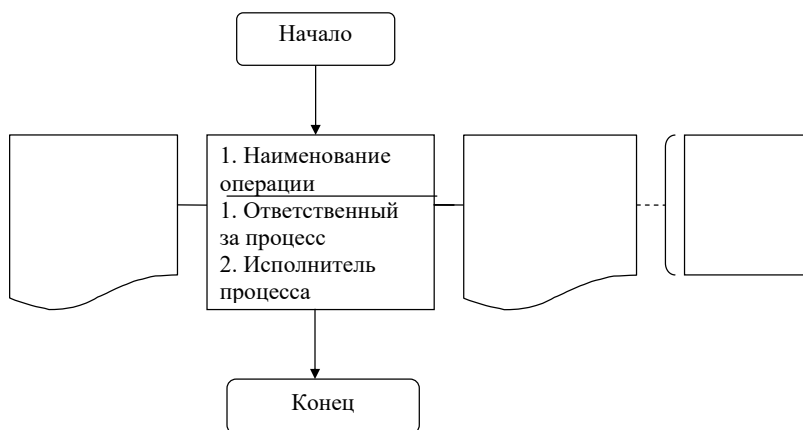 Начало
1. Наименование
операции
1. Ответственный
за процесс
2. Исполнитель
процесса
Конец